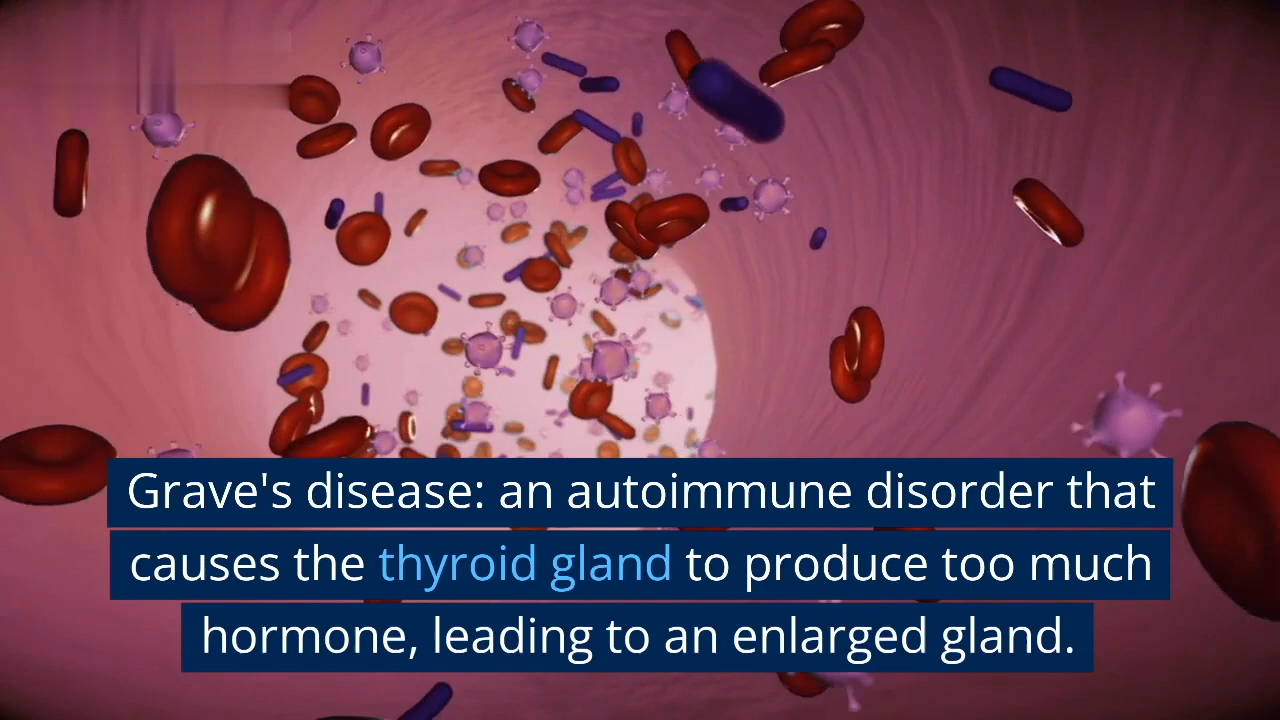 Grave's disease: an autoimmune disorder that
causes the thyroid gland to produce too much
hormone, leading to an enlarged gland.